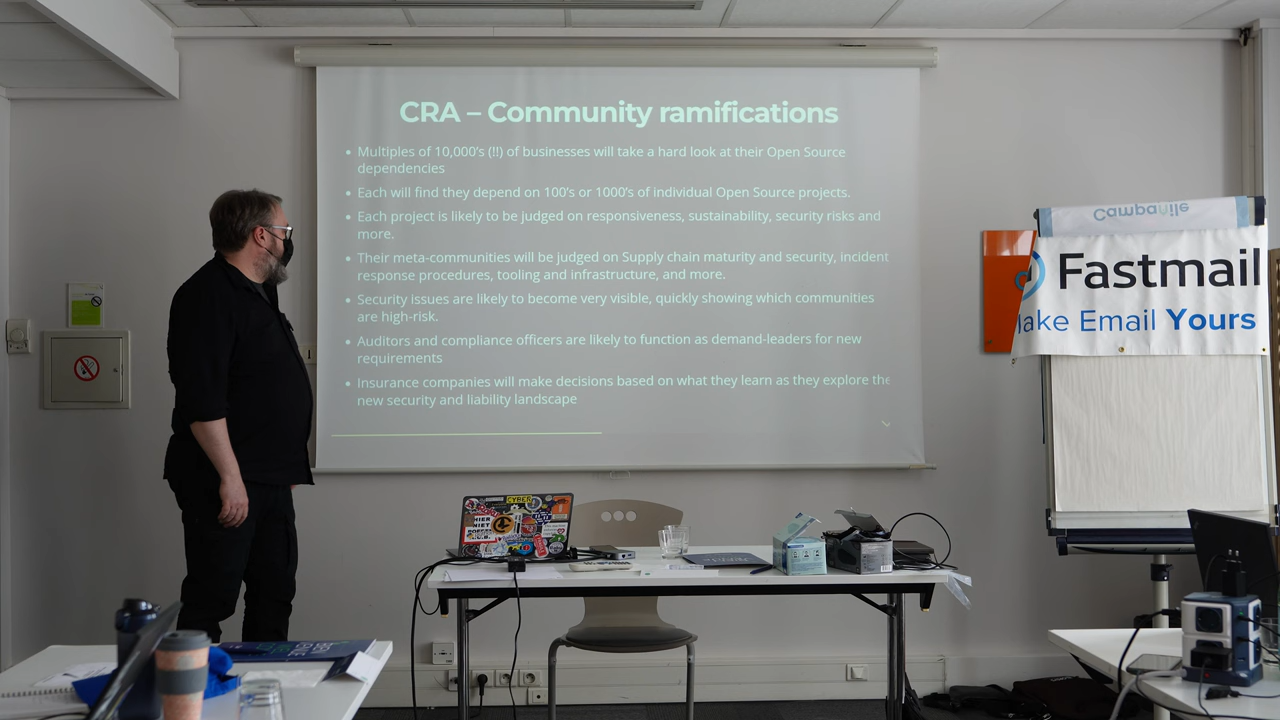 CRA – Community ramifications
• Multiples of 10,000's (!!) of businesses will take a hard look at their Open Source
dependencies
• Each will find they depend on 100's or 1000's of individual Open Source projects.
• Each project is likely to be judged on responsiveness, sustainability, security risks and
more.
• Their meta-communities will be judged on Supply chain maturity and security, incident
response procedures, tooling and infrastructure, and more.
• Security issues are likely to become very visible, quickly showing which communities
are high-risk.
• Auditors and compliance officers are likely to function as demand-leaders for new
requirements
• Insurance companies will make decisions based on what they learn as they explore the
new security and liability landscape
Campanile
Fastmail
ake Email Yours
CYBER
HIER
NIET